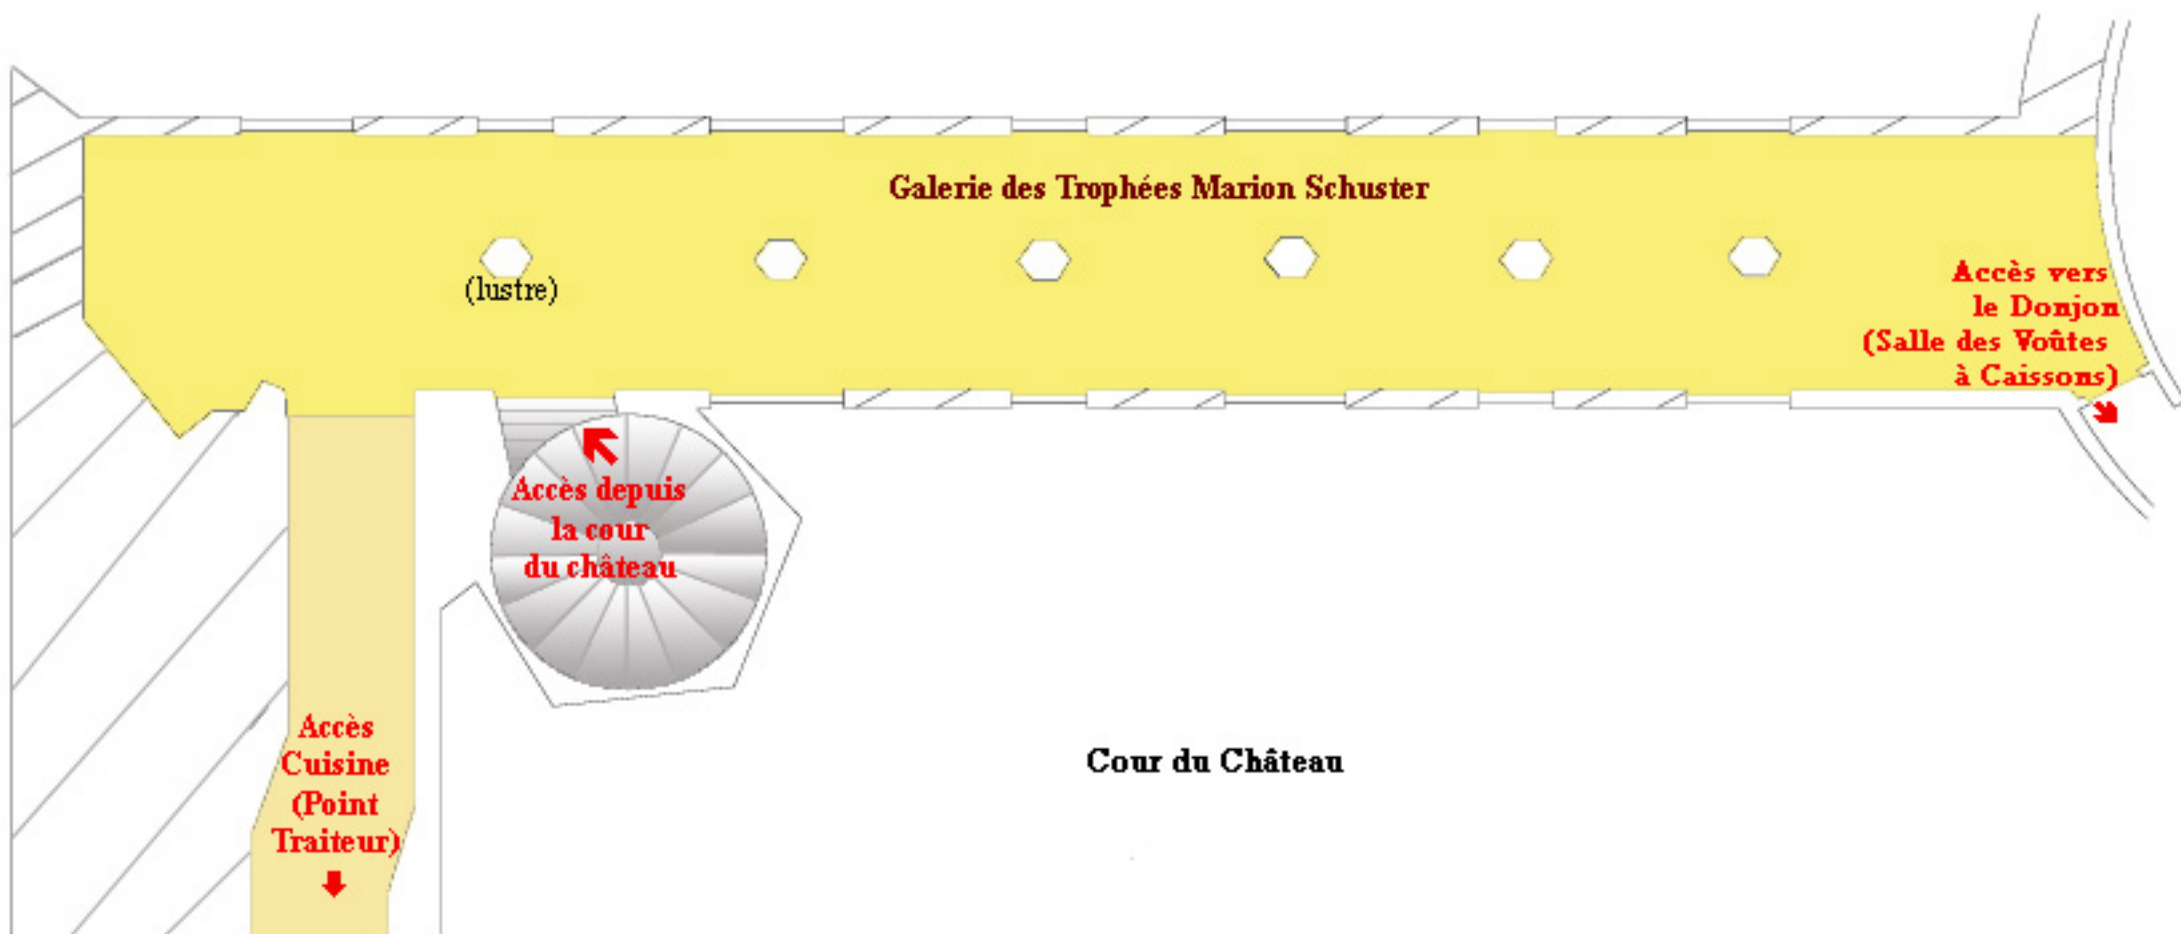 Galerie des Trophées Marion Schuster
(lustre)
Accès vers
le Donjon
(Salle des Voûtes
à Caissons)
Accès depuis
la cour
du château
Accès
Cuisine
(Point
Traiteur)
Cour du Château